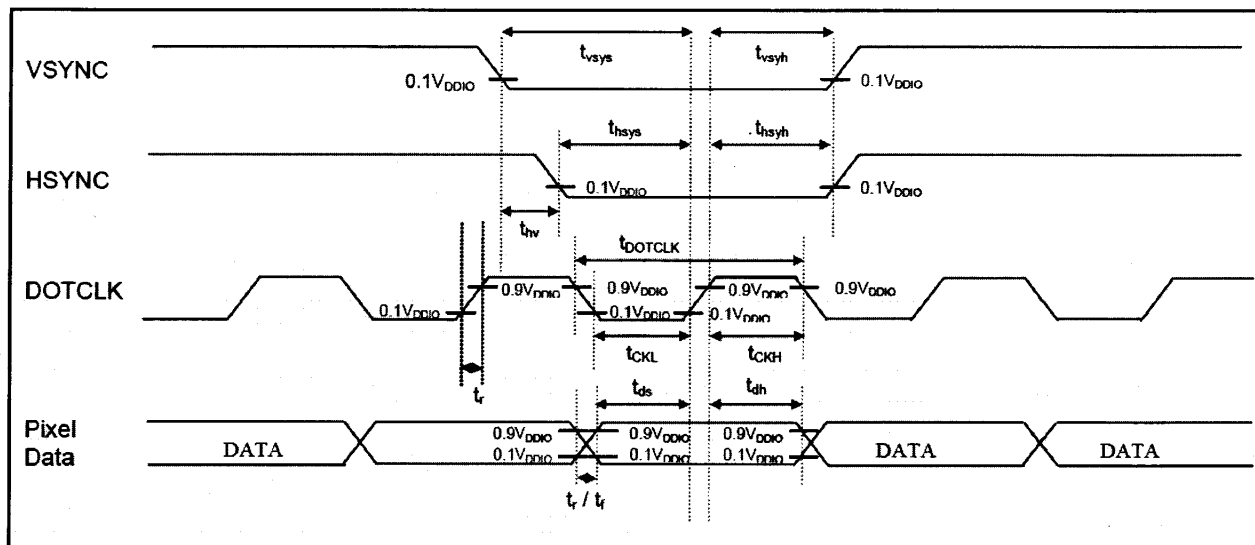 t_vsys t_vsyh
VSYNC
0.1V_DDIO 0.1V_DDIO
t_hsys t_hsyh
HSYNC
0.1V_DDIO 0.1V_DDIO
t_hv
t_DOTCLK
DOTCLK
0.9V_DDIO 0.9V_DDIO 0.9V_DDIO 0.9V_DDIO
0.1V_DDIO 0.1V_DDIO 0.1V_DDIO
t_CKL t_CKH
t_r
t_ds t_dh
Pixel
Data
0.9V_DDIO 0.9V_DDIO 0.9V_DDIO
DATA DATA DATA
0.1V_DDIO 0.1V_DDIO 0.1V_DDIO
t_r / t_f